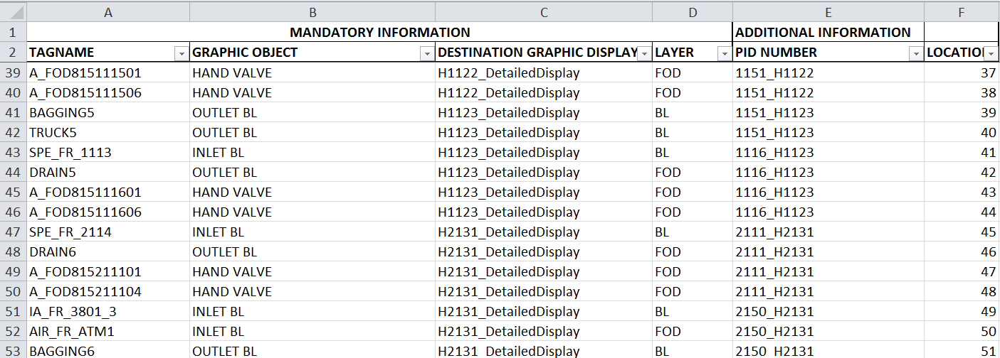 A B C D E F
1 MANDATORY INFORMATION ADDITIONAL INFORMATION
2 TAGNAME GRAPHIC OBJECT DESTINATION GRAPHIC DISPLAY LAYER PID NUMBER LOCATIO
39 A_FOD815111501 HAND VALVE H1122_DetailedDisplay FOD 1151_H1122 37
40 A_FOD815111506 HAND VALVE H1122_DetailedDisplay FOD 1151_H1122 38
41 BAGGING5 OUTLET BL H1123_DetailedDisplay BL 1151_H1123 39
42 TRUCK5 OUTLET BL H1123_DetailedDisplay BL 1151_H1123 40
43 SPE_FR_1113 INLET BL H1123_DetailedDisplay BL 1116_H1123 41
44 DRAIN5 OUTLET BL H1123_DetailedDisplay FOD 1116_H1123 42
45 A_FOD815111601 HAND VALVE H1123_DetailedDisplay FOD 1116_H1123 43
46 A_FOD815111606 HAND VALVE H1123_DetailedDisplay FOD 1116_H1123 44
47 SPE_FR_2114 INLET BL H2131_DetailedDisplay BL 2111_H2131 45
48 DRAIN6 OUTLET BL H2131_DetailedDisplay FOD 2111_H2131 46
49 A_FOD815211101 HAND VALVE H2131_DetailedDisplay FOD 2111_H2131 47
50 A_FOD815211104 HAND VALVE H2131_DetailedDisplay FOD 2111_H2131 48
51 IA_FR_3801_3 INLET BL H2131_DetailedDisplay BL 2150_H2131 49
52 AIR_FR_ATM1 INLET BL H2131_DetailedDisplay FOD 2150_H2131 50
53 BAGGING6 OUTLET BL H2131_DetailedDisplay BL 2150_H2131 51